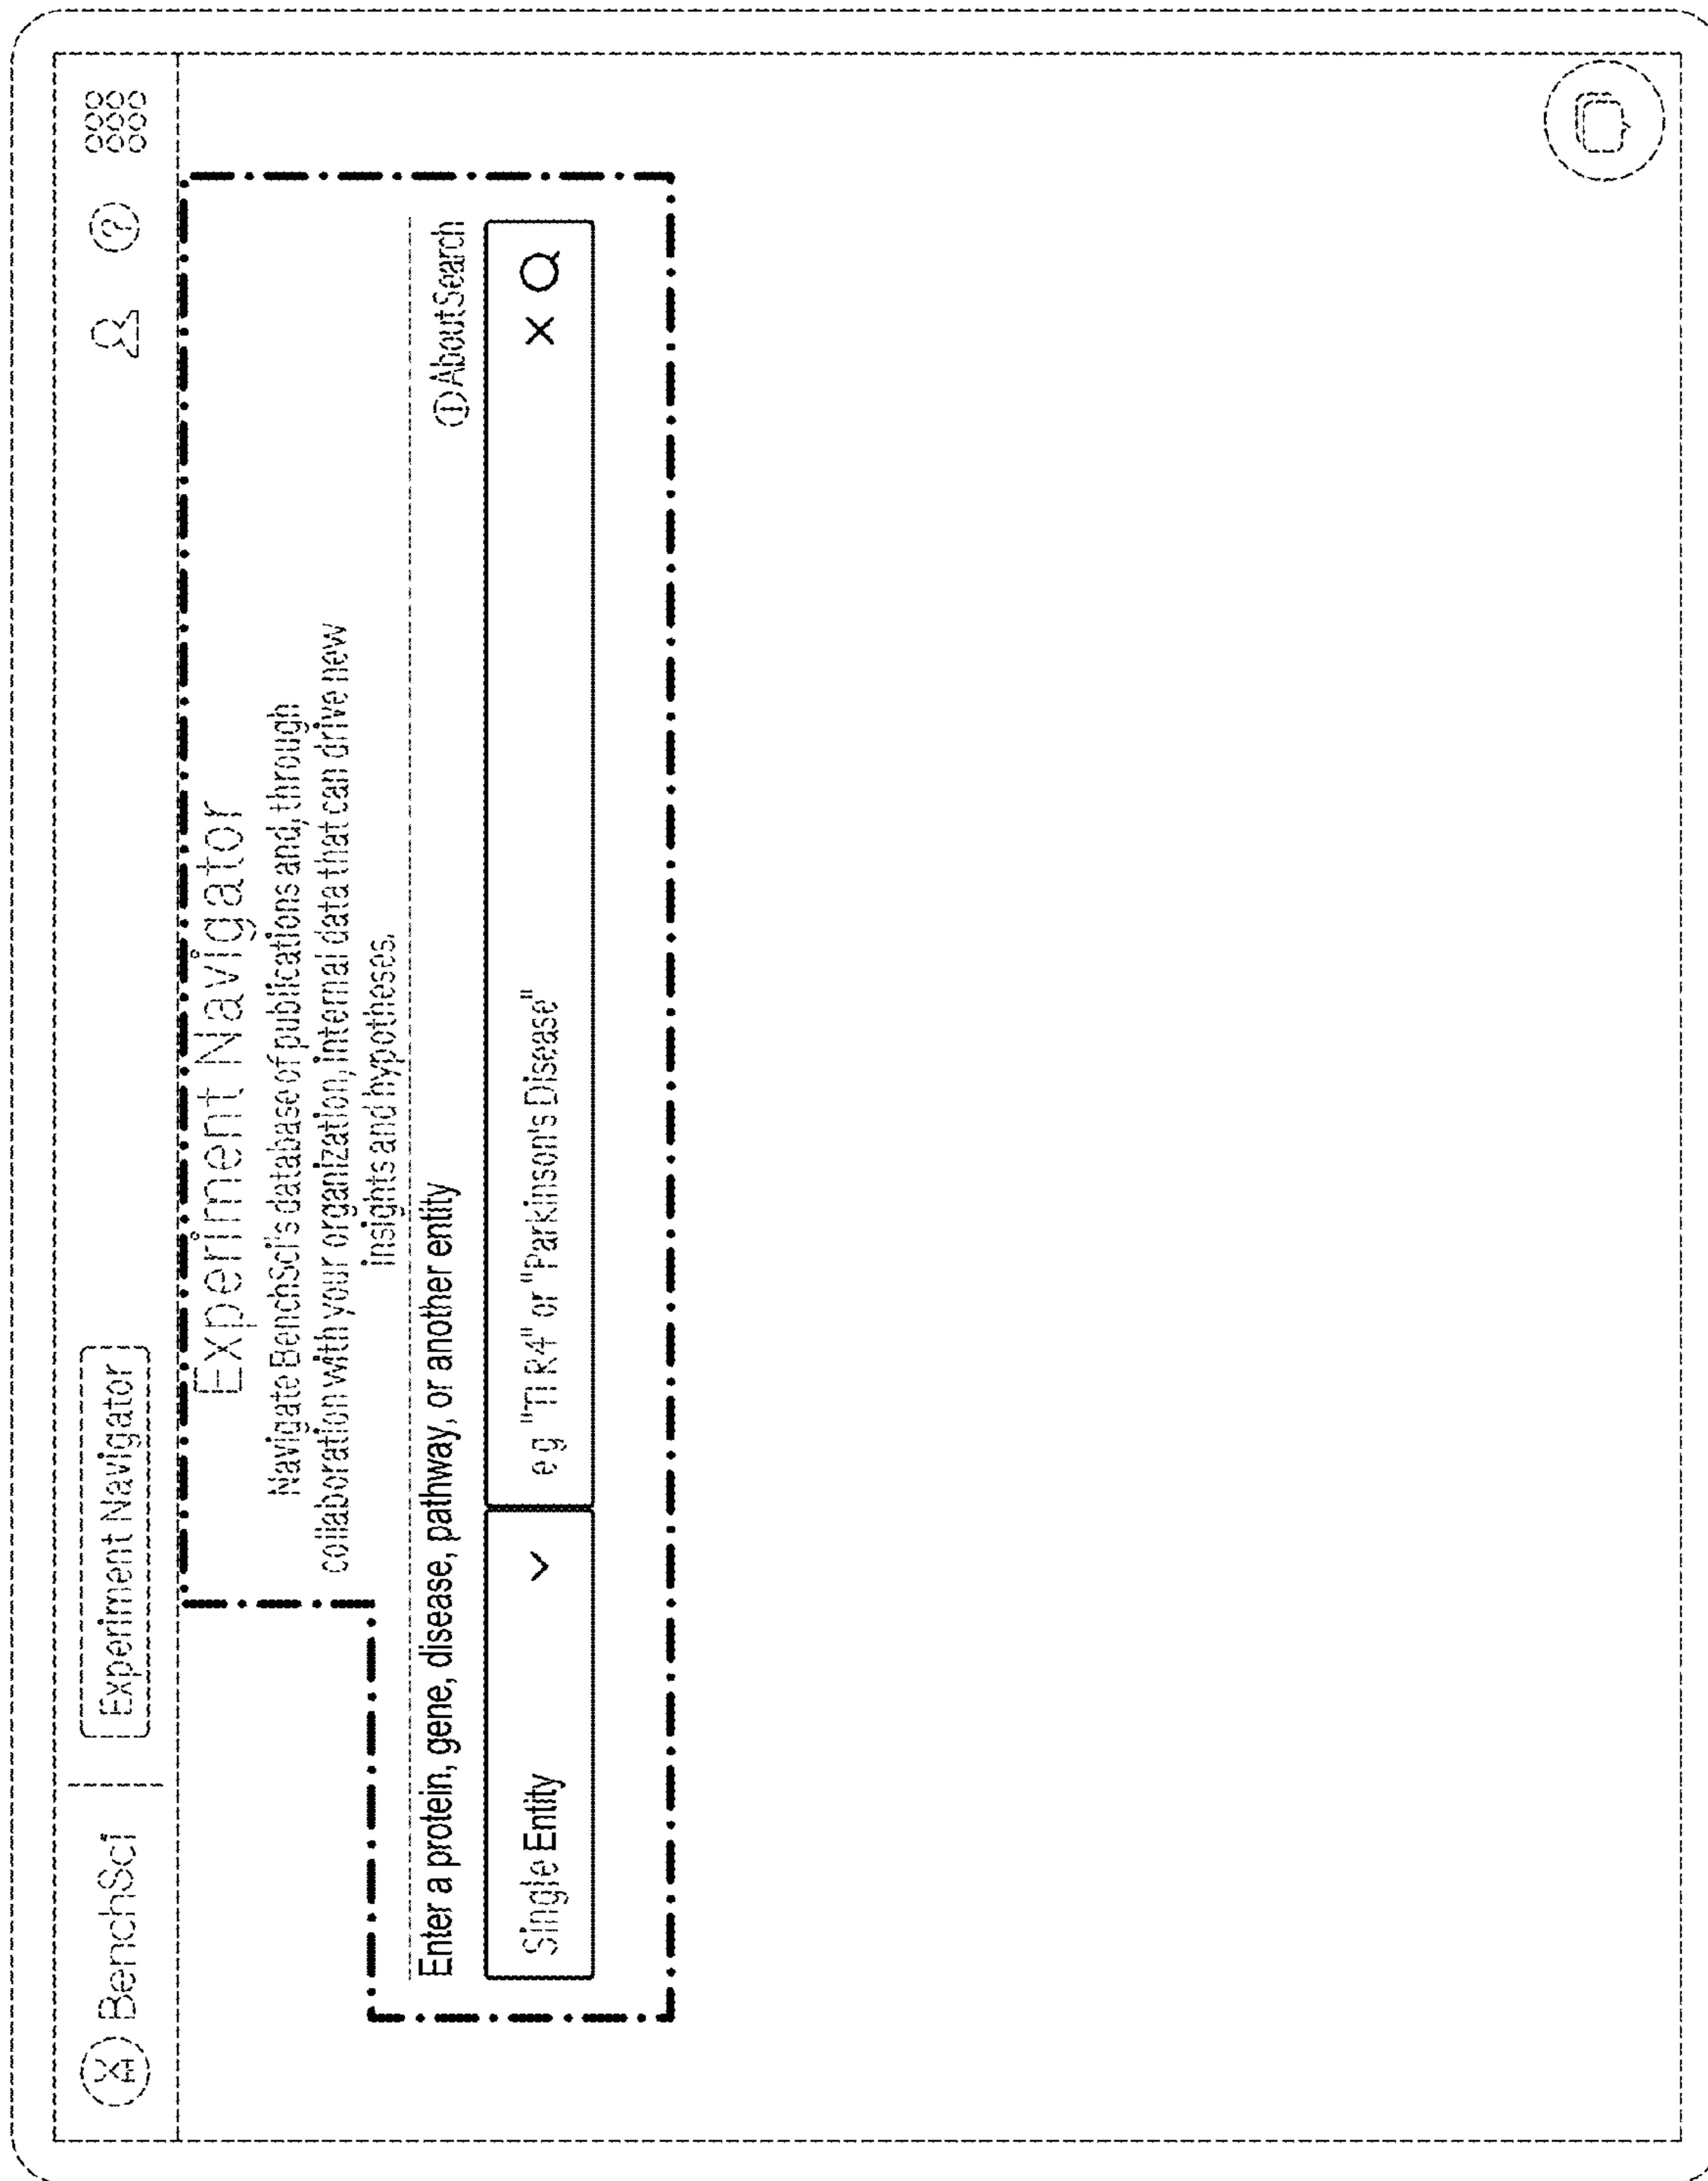 BenchSci
Experiment Navigator
Experiment Navigator
Navigate BenchSci's database of publications and, through
collaboration with your organization, internal data that can drive new
insights and hypotheses.
Enter a protein, gene, disease, pathway, or another entity
About Search
Single Entity
e g "TLR4" or "Parkinson's Disease"